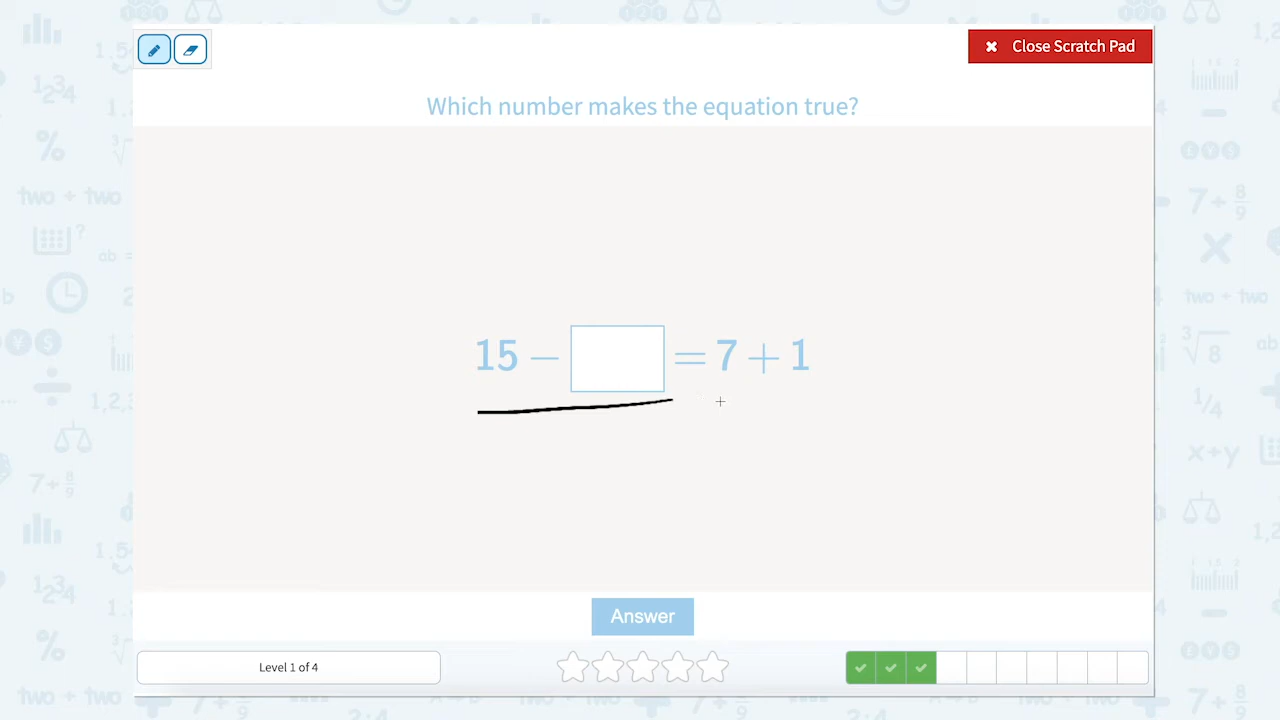 Close Scratch Pad
Which number makes the equation true?
15 − = 7 + 1
Answer
Level 1 of 4